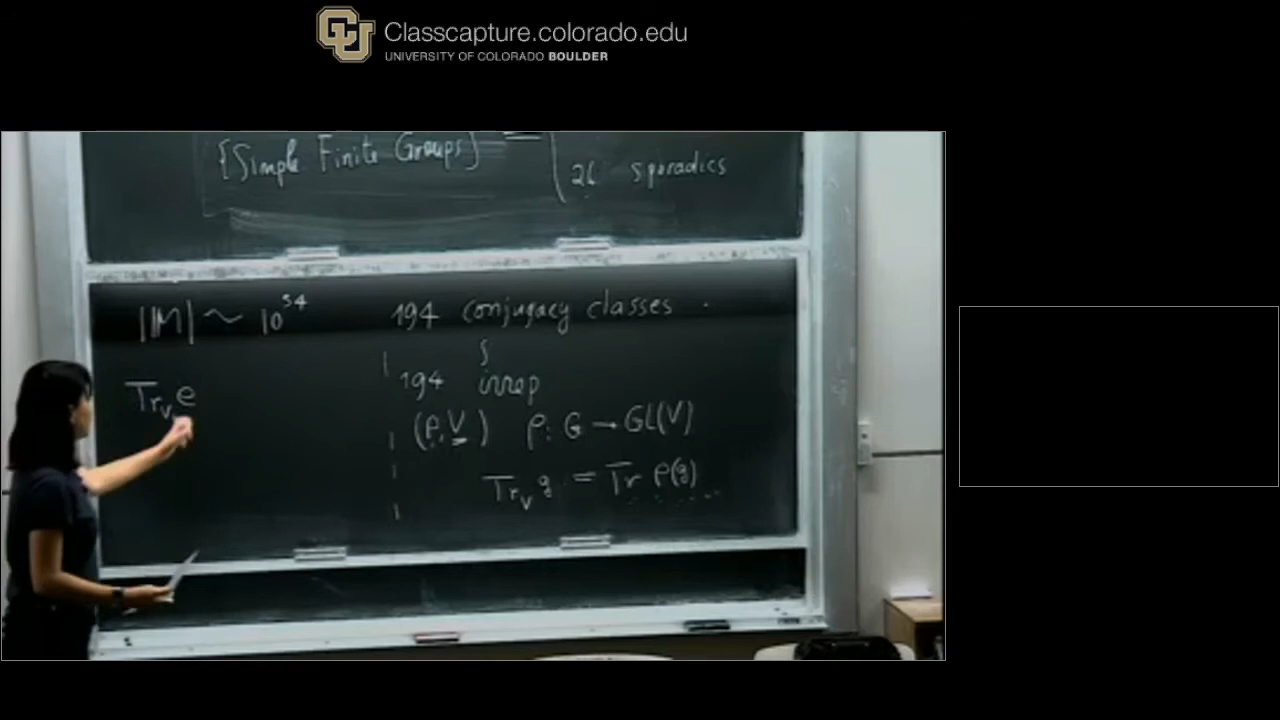 Classcapture.colorado.edu
UNIVERSITY OF COLORADO BOULDER
{Simple Finite Groups} =
26 sporadics
|M| ~ 10^54
194 conjugacy classes.
194 irrep
Tr_V e
(ρ, V) ρ: G → GL(V)
Tr_V g = Tr ρ(g)